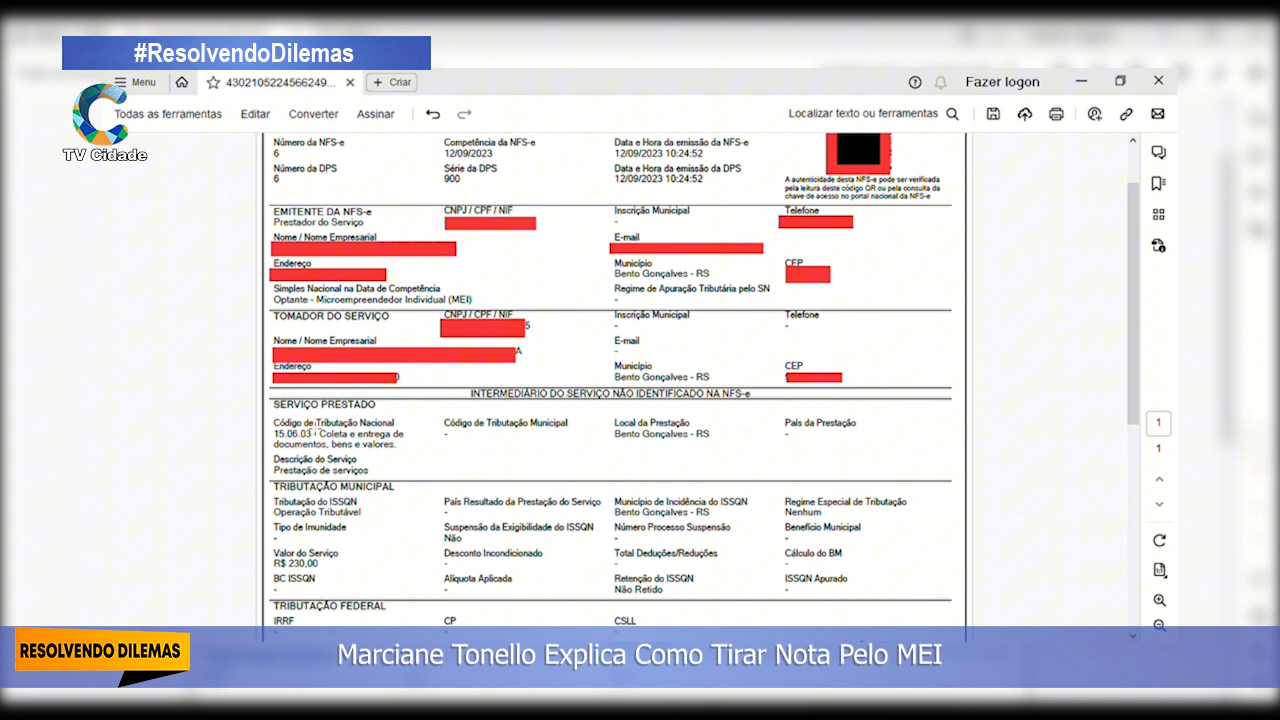 #ResolvendoDilemas
Menu
4302105224566249...
Criar
Fazer logon
TV Cidade
Todas as ferramentas
Editar
Converter
Assinar
Localizar texto ou ferramentas
Número da NFS-e
Competência da NFS-e
Data e Hora da emissão da NFS-e
6
12/09/2023
12/09/2023 10:24:52
Número da DPS
Série da DPS
Data e Hora da emissão da DPS
6
900
12/09/2023 10:24:52
A autenticidade desta NFS-e pode ser verificada
pela leitura deste código QR ou pela consulta da
chave de acesso no portal nacional da NFS-e
EMITENTE DA NFS-e
CNPJ / CPF / NIF
Inscrição Municipal
Telefone
Prestador do Serviço
-
Nome / Nome Empresarial
E-mail
Endereço
Município
CEP
Bento Gonçalves - RS
Simples Nacional na Data de Competência
Regime de Apuração Tributária pelo SN
Optante - Microempreendedor Individual (MEI)
-
TOMADOR DO SERVIÇO
CNPJ / CPF / NIF
Inscrição Municipal
Telefone
5
-
-
Nome / Nome Empresarial
E-mail
A
-
Endereço
Município
CEP
Bento Gonçalves - RS
INTERMEDIÁRIO DO SERVIÇO NÃO IDENTIFICADO NA NFS-e
SERVIÇO PRESTADO
Código de Tributação Nacional
Código de Tributação Municipal
Local da Prestação
País da Prestação
15.06.03 - Coleta e entrega de
-
Bento Gonçalves - RS
-
documentos, bens e valores.
Descrição do Serviço
Prestação de serviços
TRIBUTAÇÃO MUNICIPAL
Tributação do ISSQN
País Resultado da Prestação do Serviço
Município de Incidência do ISSQN
Regime Especial de Tributação
Operação Tributável
-
Bento Gonçalves - RS
Nenhum
Tipo de Imunidade
Suspensão da Exigibilidade do ISSQN
Número Processo Suspensão
Benefício Municipal
-
Não
-
-
Valor do Serviço
Desconto Incondicionado
Total Deduções/Reduções
Cálculo do BM
R$ 230,00
-
-
-
BC ISSQN
Alíquota Aplicada
Retenção do ISSQN
ISSQN Apurado
-
-
Não Retido
-
TRIBUTAÇÃO FEDERAL
IRRF
CP
CSLL
1
1
RESOLVENDO DILEMAS
Marciane Tonello Explica Como Tirar Nota Pelo MEI